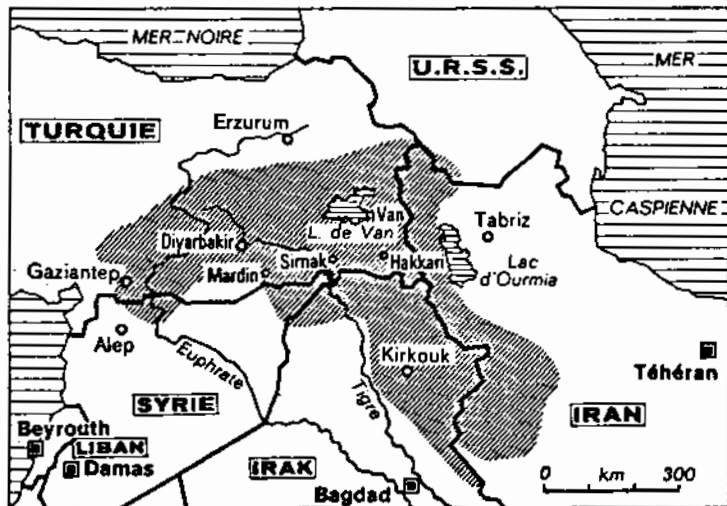 MER NOIRE
U.R.S.S.
MER
CASPIENNE
TURQUIE
Erzurum
Van
L. de Van
Tabriz
Diyarbakir
Lac
d'Ourmia
Gaziantep
Mardin
Sirnak
Hakkari
Alep
Euphrate
Kirkouk
Téhéran
Tigre
SYRIE
IRAN
Beyrouth
LIBAN
Damas
IRAK
Bagdad
0 km 300